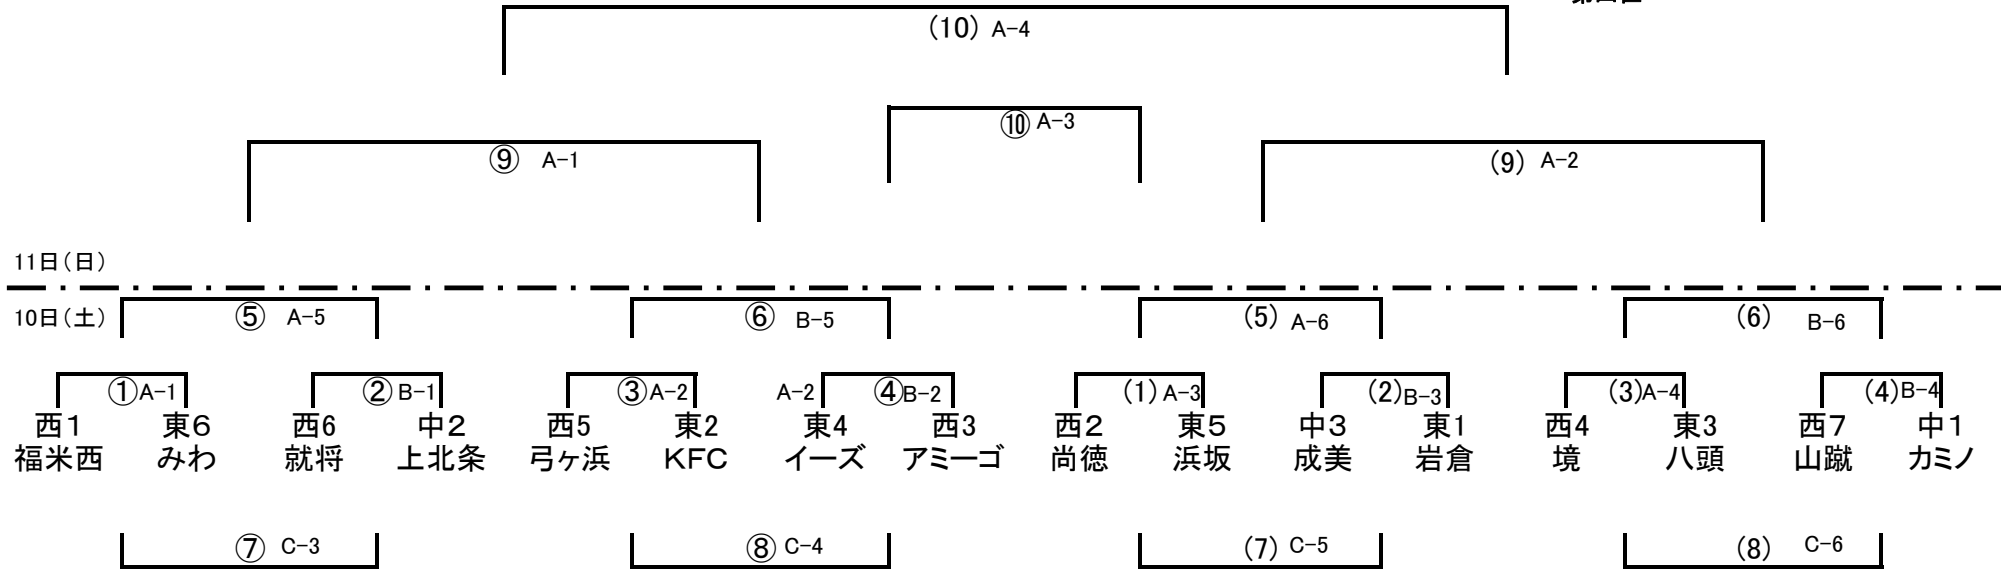 (10) A-4
⑩ A-3
⑨ A-1
(9) A-2
11日(日)
10日(土)
⑤ A-5
⑥ B-5
(5) A-6
(6) B-6
①A-1
②B-1
③A-2
A-2
④B-2
(1)A-3
(2)B-3
(3)A-4
(4)B-4
西1 東6 西6 中2 西5 東2 東4 西3 西2 東5 中3 東1 西4 東3 西7 中1
福米西 みわ 就将 上北条 弓ヶ浜 KFC イーズ アミーゴ 尚徳 浜坂 成美 岩倉 境 八頭 山蹴 カミノ
⑦ C-3
⑧ C-4
(7) C-5
(8) C-6